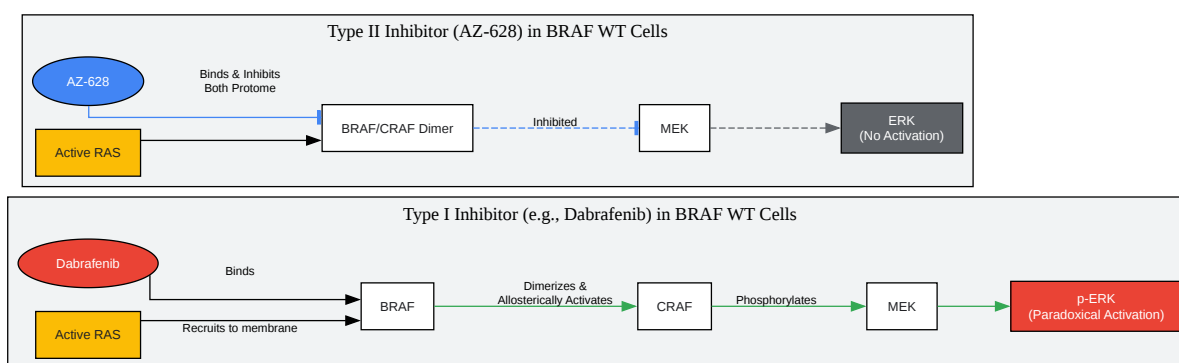 Type II Inhibitor (AZ-628) in BRAF WT Cells
AZ-628
Binds & Inhibits
Both Protome
Active RAS
BRAF/CRAF Dimer
Inhibited
MEK
ERK
(No Activation)
Type I Inhibitor (e.g., Dabrafenib) in BRAF WT Cells
Dabrafenib
Binds
Active RAS
Recruits to membrane
BRAF
Dimerizes &
Allosterically Activates
CRAF
Phosphorylates
MEK
p-ERK
(Paradoxical Activation)